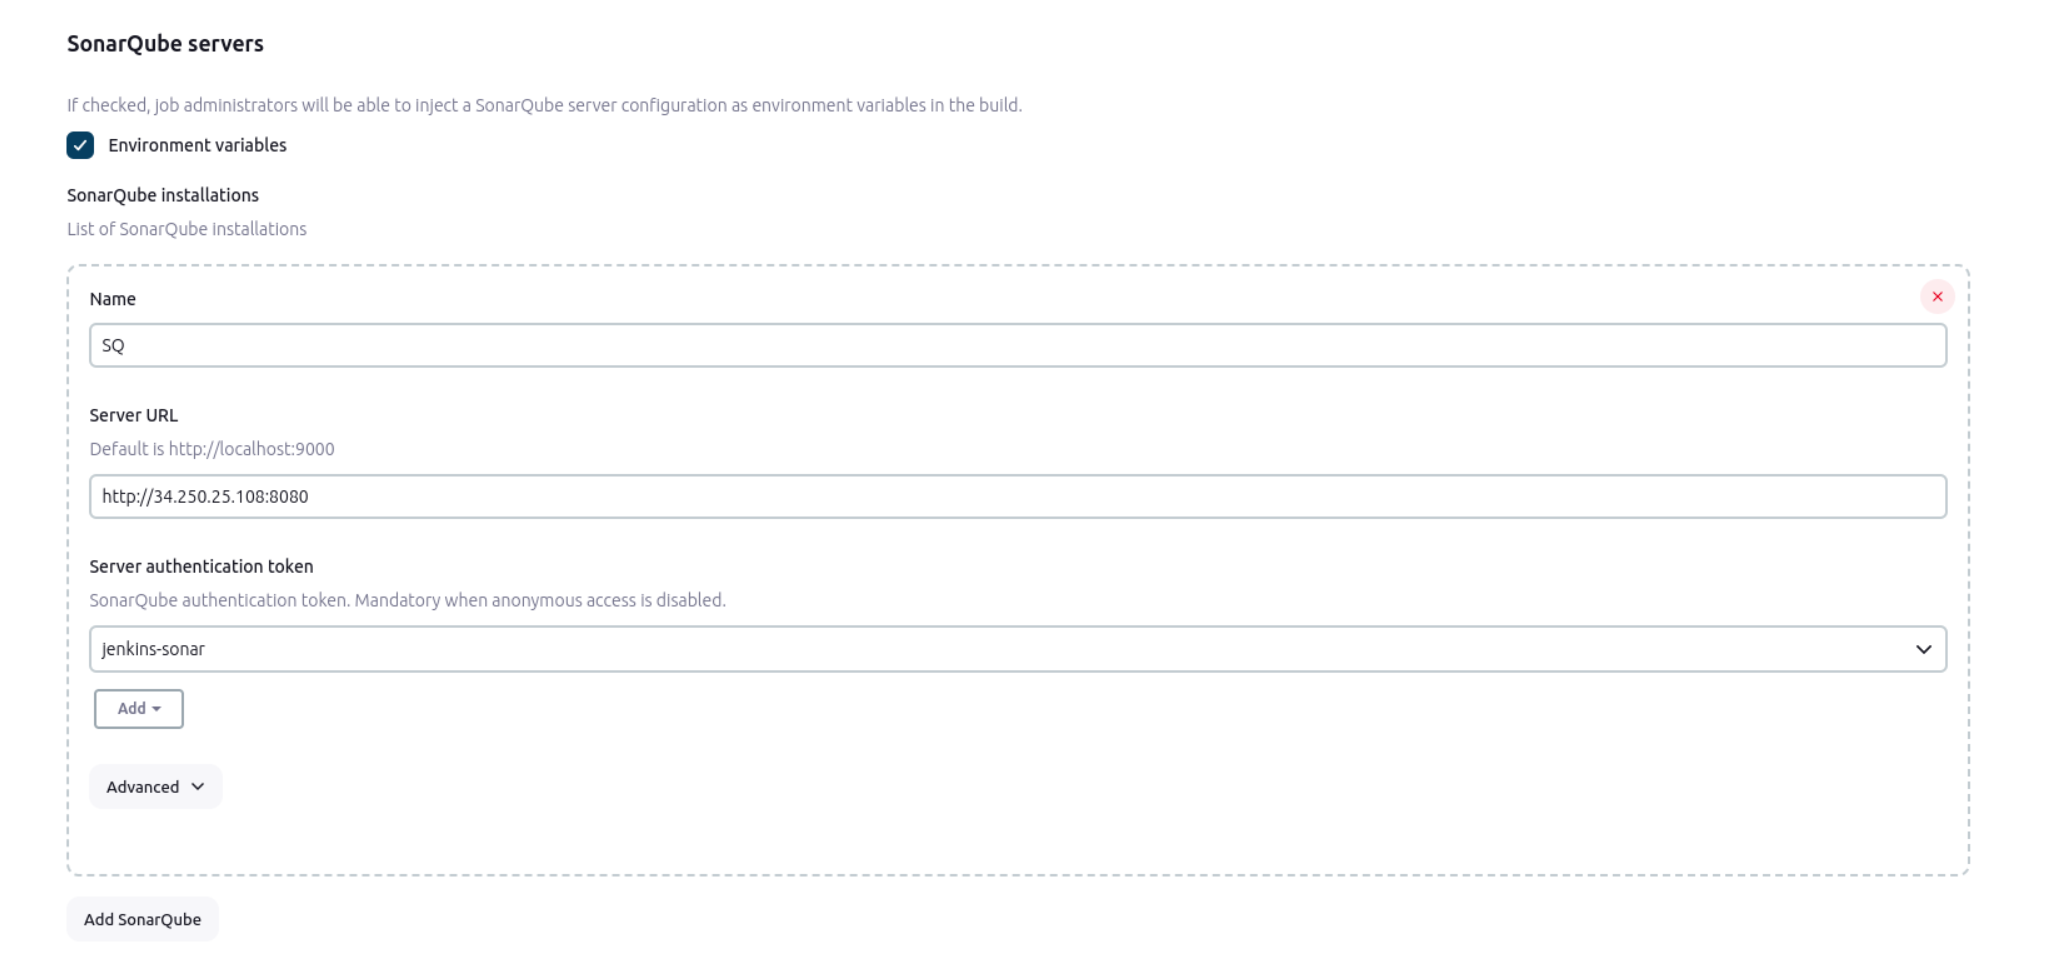 SonarQube servers
If checked, job administrators will be able to inject a SonarQube server configuration as environment variables in the build.
Environment variables
SonarQube installations
List of SonarQube installations
Name
SQ
Server URL
Default is http://localhost:9000
http://34.250.25.108:8080
Server authentication token
SonarQube authentication token. Mandatory when anonymous access is disabled.
jenkins-sonar
Add
Advanced
Add SonarQube